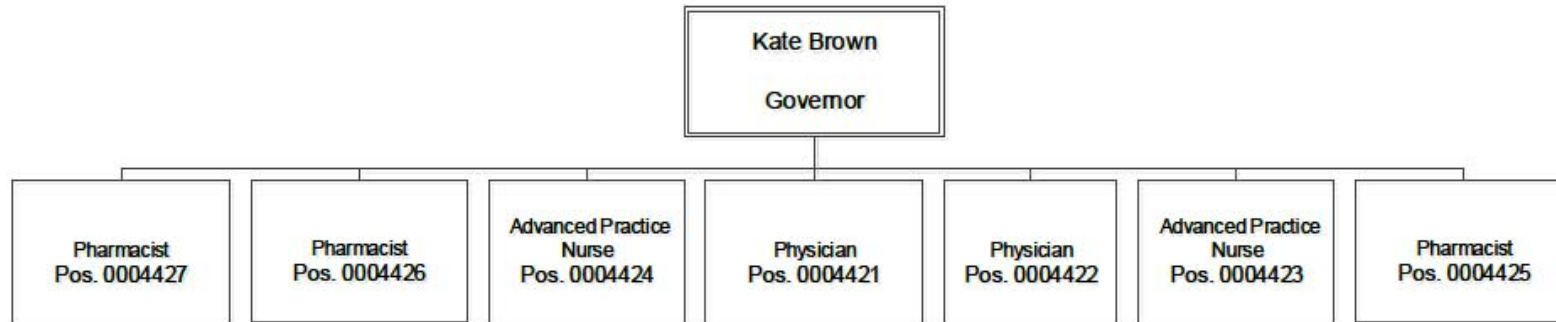 Kate Brown
Governor
Pharmacist
Pos. 0004427
Pharmacist
Pos. 0004426
Advanced Practice
Nurse
Pos. 0004424
Physician
Pos. 0004421
Physician
Pos. 0004422
Advanced Practice
Nurse
Pos. 0004423
Pharmacist
Pos. 0004425